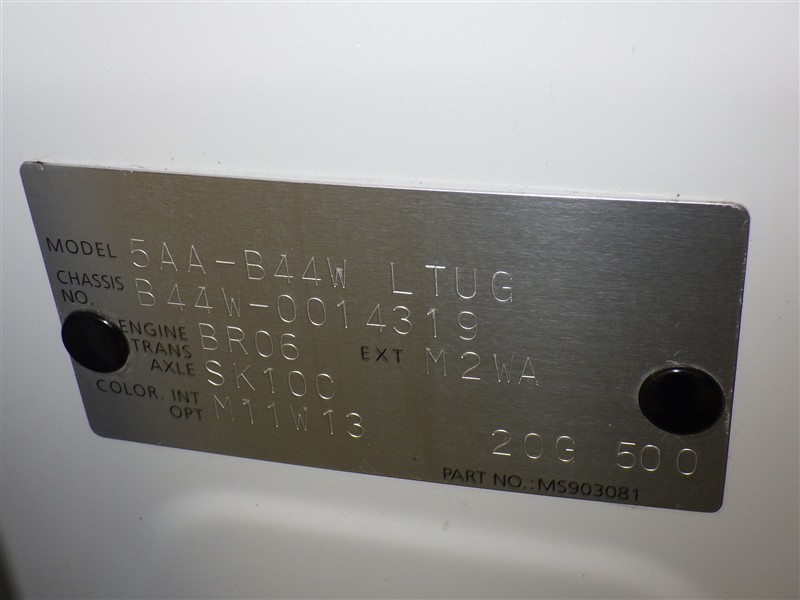 MODEL 5AA-B44W LTUG
CHASSIS NO. B44W-0014319
ENGINE BR06
TRANS AXLE SK10C EXT M2WA
COLOR. INT OPT M11W13
20G 500
PART NO.:MS903081